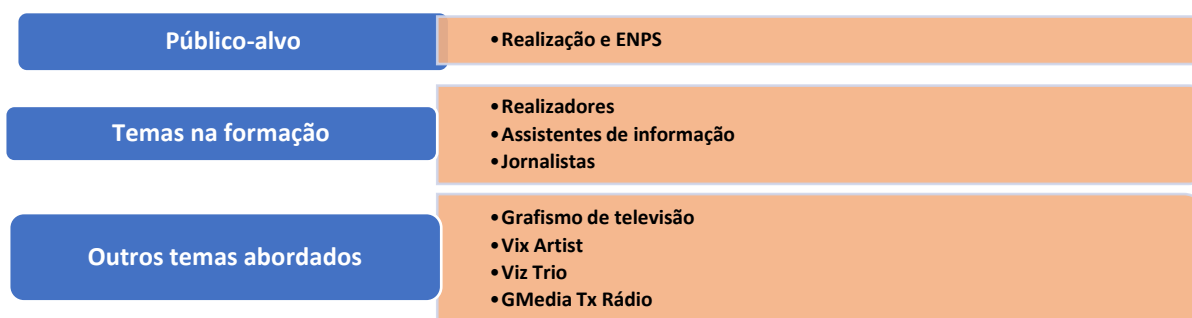 Público-alvo
•Realização e ENPS
Temas na formação
•Realizadores
•Assistentes de informação
•Jornalistas
Outros temas abordados
•Grafismo de televisão
•Vix Artist
•Viz Trio
•GMedia Tx Rádio